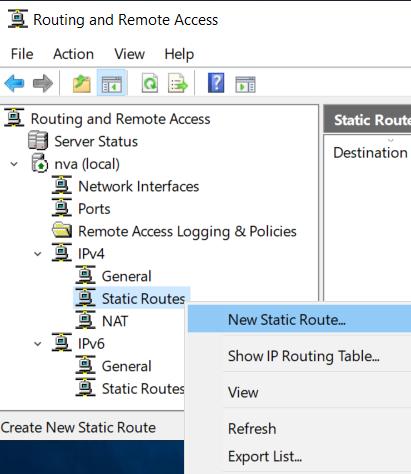 Routing and Remote Access
File Action View Help
Routing and Remote Access
Static Route
Server Status
Destination
nva (local)
Network Interfaces
Ports
Remote Access Logging & Policies
IPv4
General
Static Routes
NAT
New Static Route...
IPv6
Show IP Routing Table...
General
Static Routes
View
Create New Static Route
Refresh
Export List...